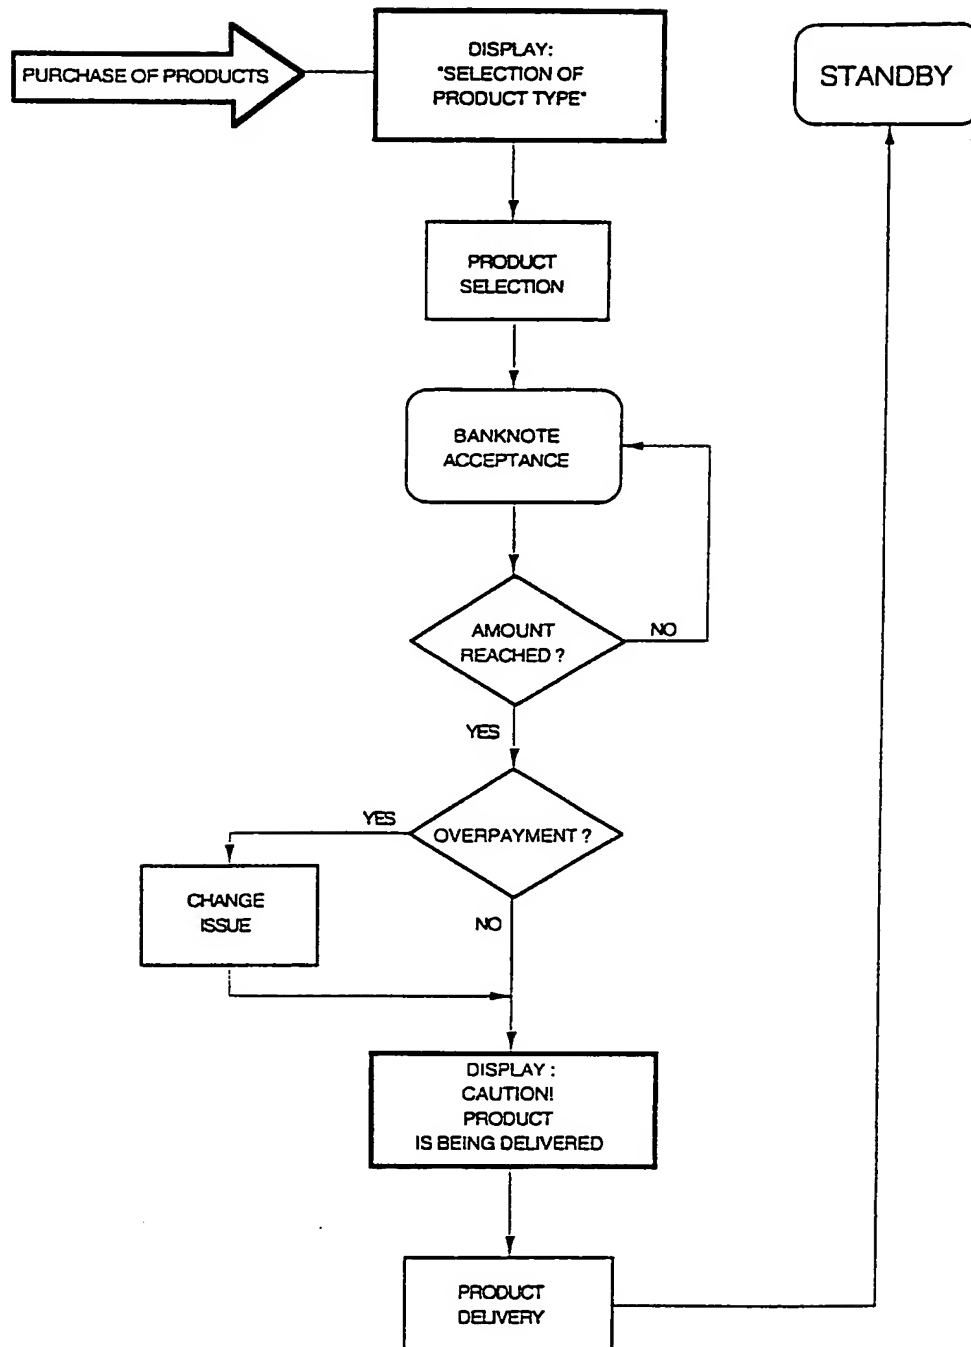 PURCHASE OF PRODUCTS
DISPLAY:
"SELECTION OF
PRODUCT TYPE"
STANDBY
PRODUCT
SELECTION
BANKNOTE
ACCEPTANCE
AMOUNT
REACHED ?
NO
YES
OVERPAYMENT ?
YES
CHANGE
ISSUE
NO
DISPLAY :
CAUTION!
PRODUCT
IS BEING DELIVERED
PRODUCT
DELIVERY